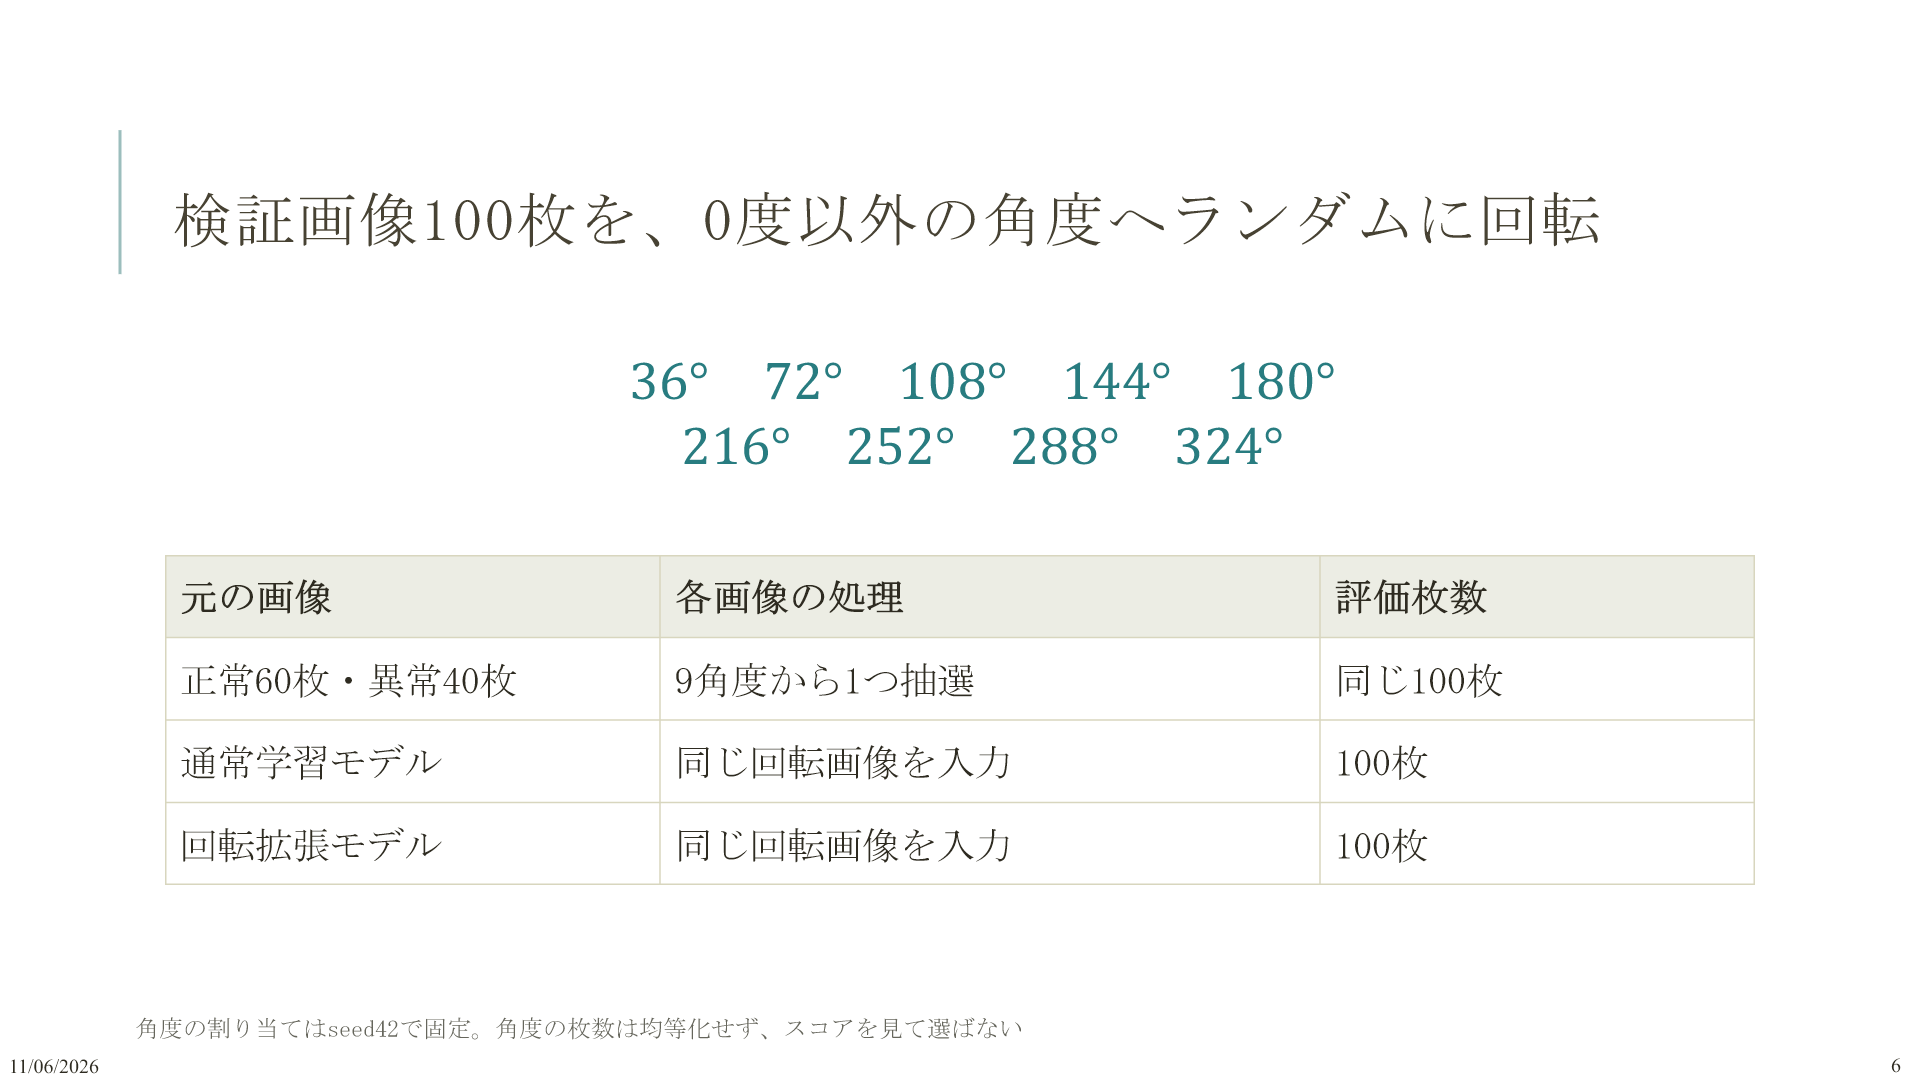 検証画像100枚を、0度以外の角度へランダムに回転
36° 72° 108° 144° 180°
216° 252° 288° 324°
元の画像 各画像の処理 評価枚数
正常60枚・異常40枚 9角度から1つ抽選 同じ100枚
通常学習モデル 同じ回転画像を入力 100枚
回転拡張モデル 同じ回転画像を入力 100枚
角度の割り当てはseed42で固定。角度の枚数は均等化せず、スコアを見て選ばない
11/06/2026
6